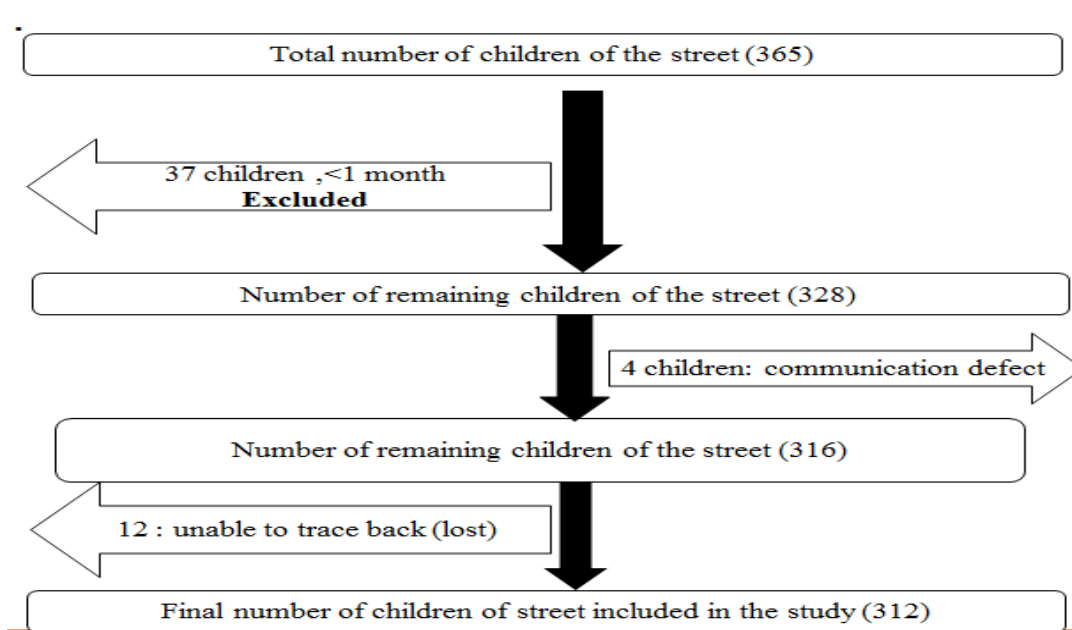 Total number of children of the street (365)
37 children ,<1 month
Excluded
Number of remaining children of the street (328)
4 children: communication defect
Number of remaining children of the street (316)
12 : unable to trace back (lost)
Final number of children of street included in the study (312)